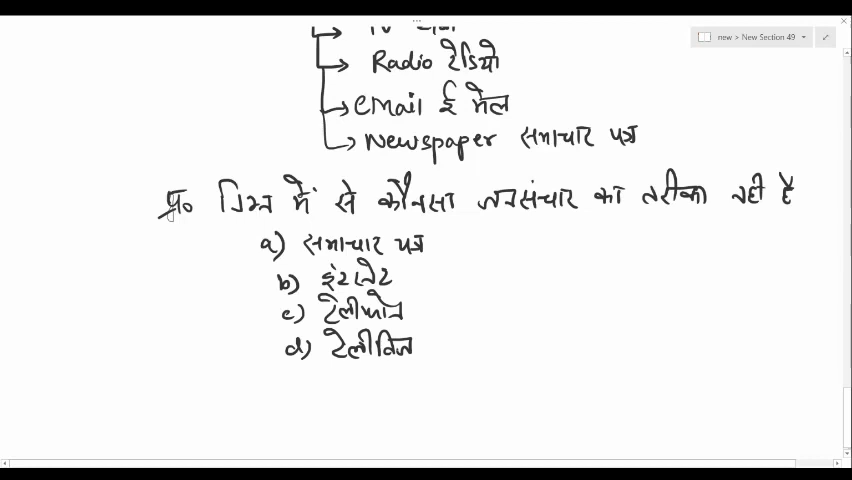 new > New Section 49
Radio रेडियो
eMail ई मेल
Newspaper समाचार पत्र
प्र० निम्न में से कौनसा जनसंचार का तरीका नहीं है
a) समाचार पत्र
b) इंटरनेट
c) टेलीफोन
d) टेलीविज